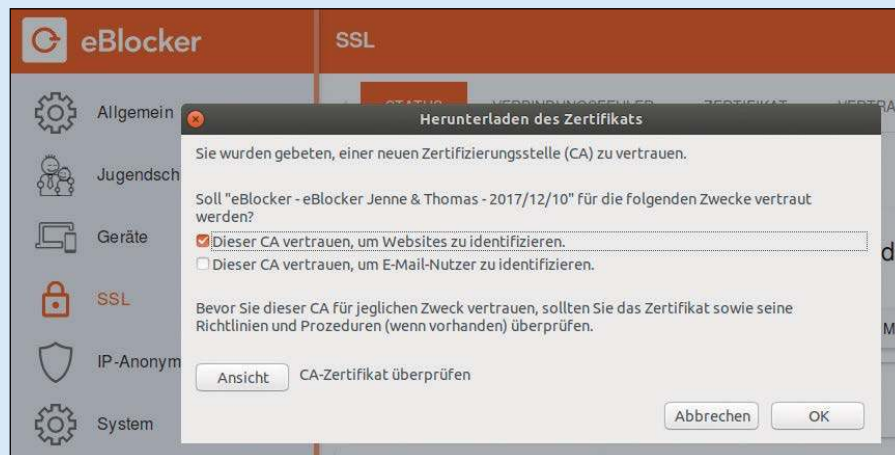 eBlocker
SSL
Allgemein
Herunterladen des Zertifikats
Sie wurden gebeten, einer neuen Zertifizierungsstelle (CA) zu vertrauen.
Jugendsch
Soll "eBlocker - eBlocker Jenne & Thomas - 2017/12/10" für die folgenden Zwecke vertraut
werden?
Geräte
Dieser CA vertrauen, um Websites zu identifizieren.
Dieser CA vertrauen, um E-Mail-Nutzer zu identifizieren.
SSL
Bevor Sie dieser CA für jeglichen Zweck vertrauen, sollten Sie das Zertifikat sowie seine
Richtlinien und Prozeduren (wenn vorhanden) überprüfen.
IP-Anonym
Ansicht CA-Zertifikat überprüfen
System
Abbrechen OK